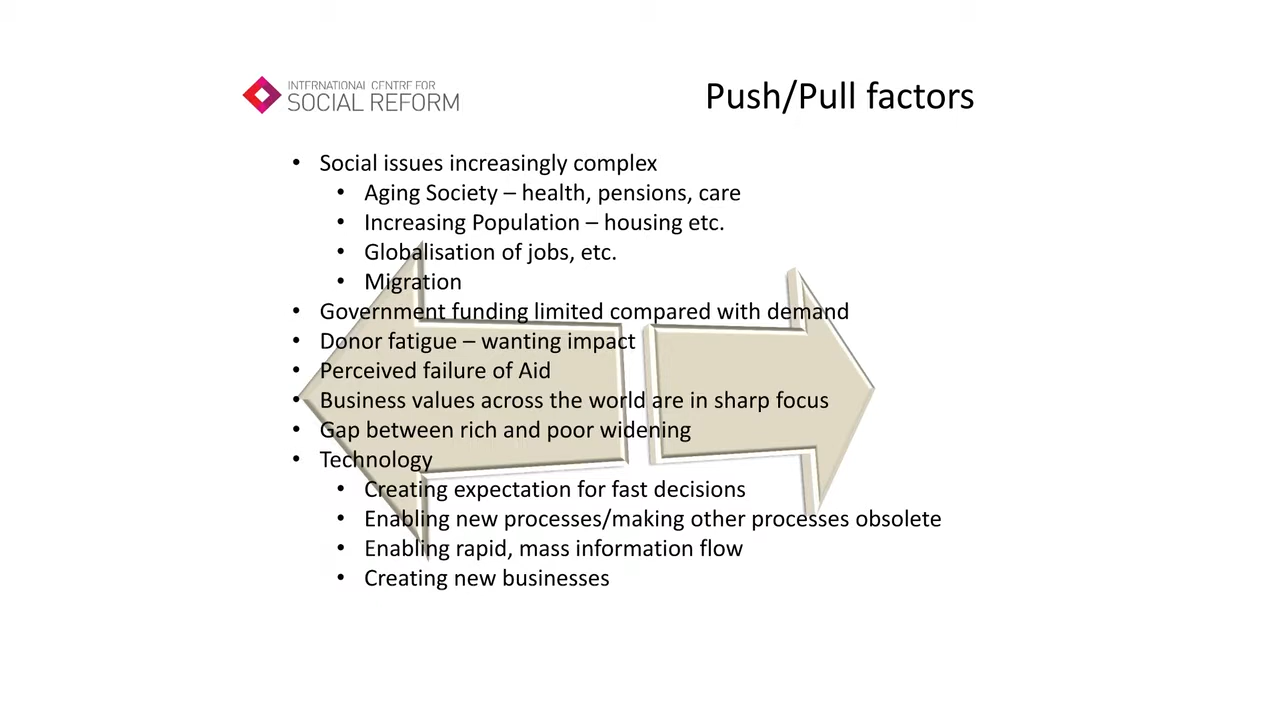 INTERNATIONAL CENTRE FOR
SOCIAL REFORM
Push/Pull factors
• Social issues increasingly complex
• Aging Society – health, pensions, care
• Increasing Population – housing etc.
• Globalisation of jobs, etc.
• Migration
• Government funding limited compared with demand
• Donor fatigue – wanting impact
• Perceived failure of Aid
• Business values across the world are in sharp focus
• Gap between rich and poor widening
• Technology
• Creating expectation for fast decisions
• Enabling new processes/making other processes obsolete
• Enabling rapid, mass information flow
• Creating new businesses